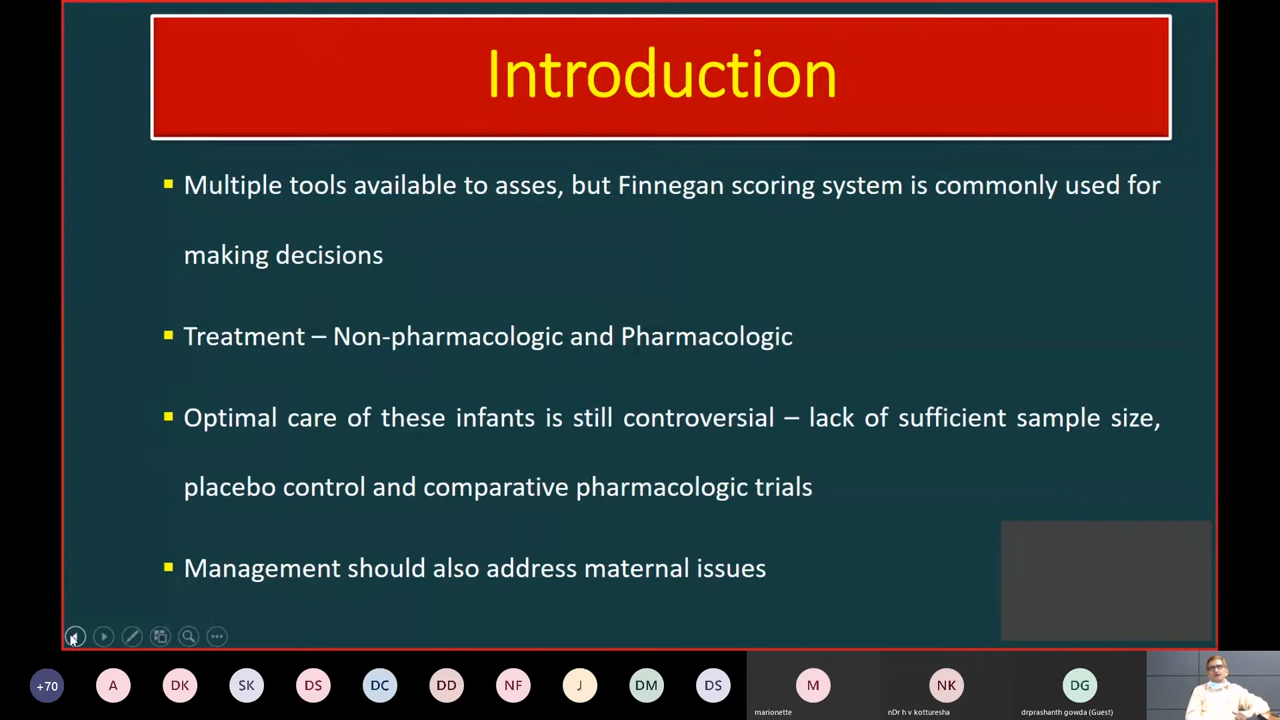 Introduction
Multiple tools available to asses, but Finnegan scoring system is commonly used for
making decisions
Treatment – Non-pharmacologic and Pharmacologic
Optimal care of these infants is still controversial – lack of sufficient sample size,
placebo control and comparative pharmacologic trials
Management should also address maternal issues
+70 A DK SK DS DC DD NF J DM DS M NK DG
marionette nDr h v kotturesha drprashanth gowda (Guest)